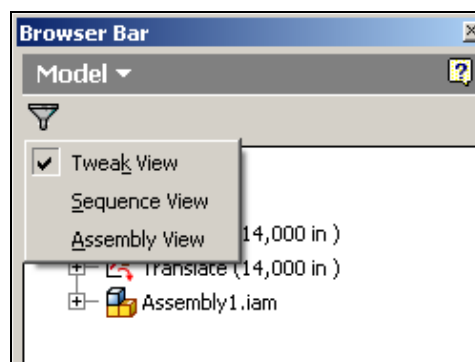 Browser Bar
Model
Tweak View
Sequence View
Assembly View
14,000 in )
Translate (14,000 in )
Assembly1.iam